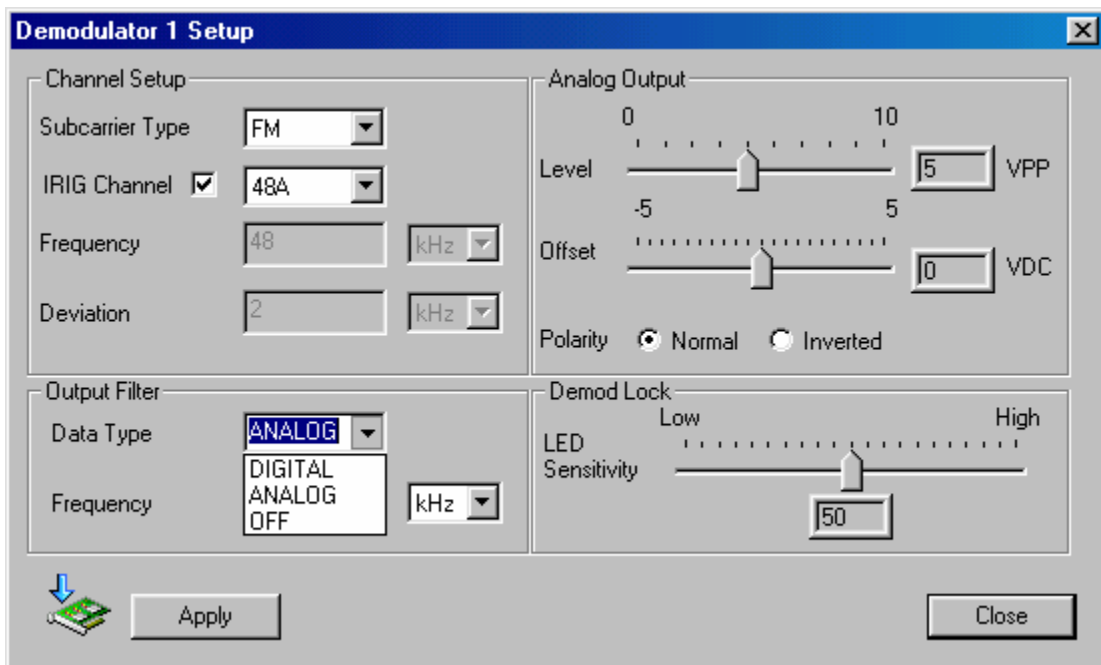 Demodulator 1 Setup
Channel Setup
Subcarrier Type FM
IRIG Channel 48A
Frequency 48 kHz
Deviation 2 kHz
Analog Output
0 10
Level 5 VPP
-5 5
Offset 0 VDC
Polarity Normal Inverted
Output Filter
Data Type ANALOG
DIGITAL
ANALOG
OFF
Frequency kHz
Demod Lock
Low High
LED
Sensitivity
50
Apply
Close